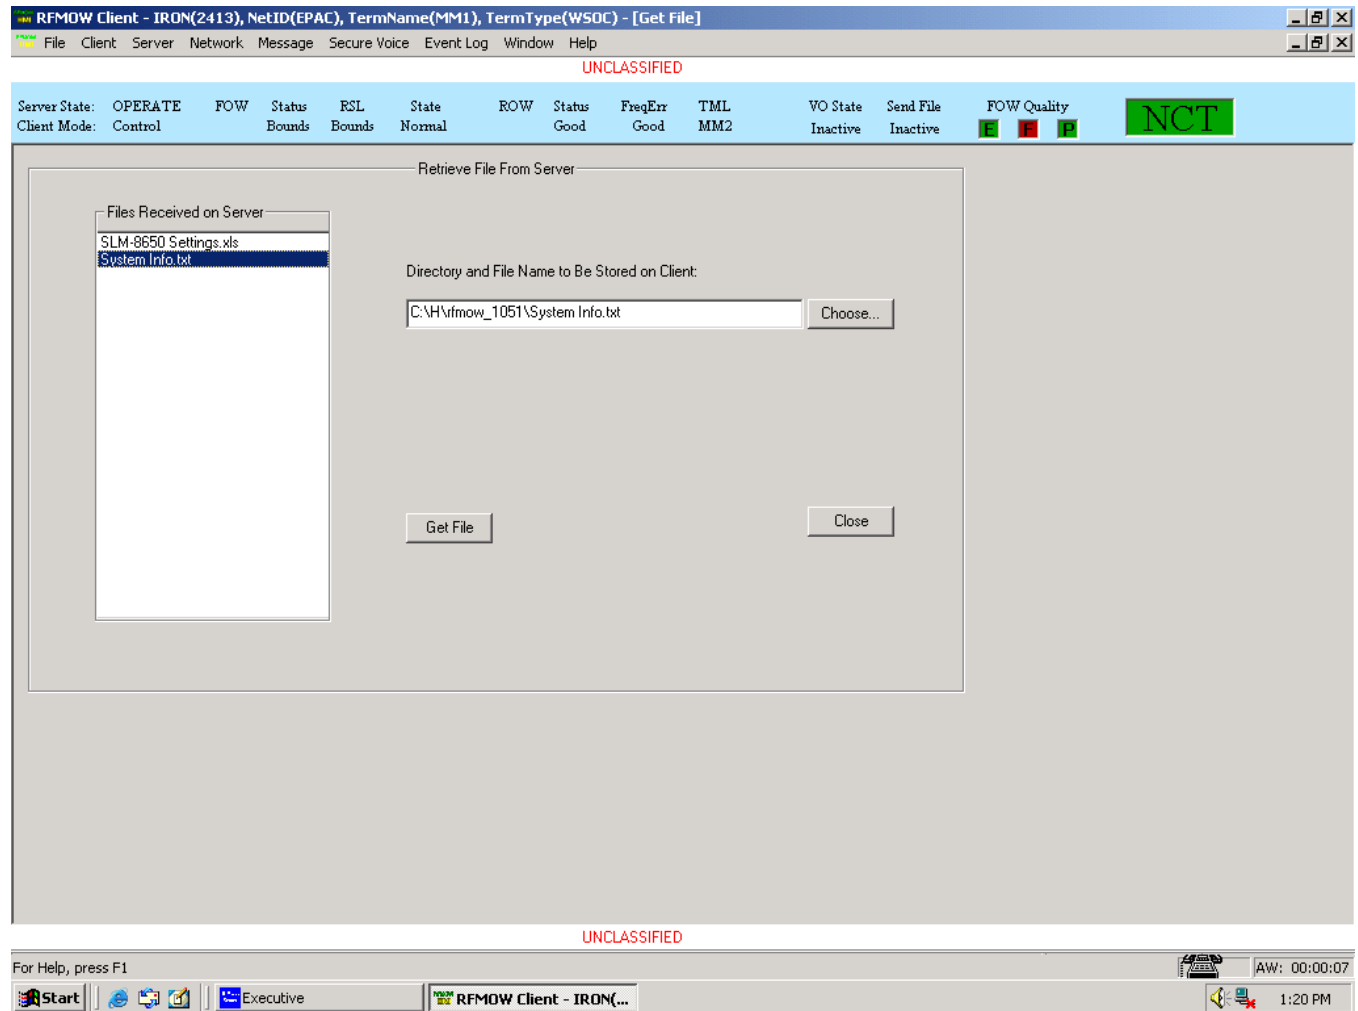 RFMOW Client - IRON(2413), NetID(EPAC), TermName(MM1), TermType(WSOC) - [Get File]
File Client Server Network Message Secure Voice Event Log Window Help
UNCLASSIFIED
Server State: OPERATE FOW Status RSL State ROW Status FreqErr TML VO State Send File FOW Quality NCT
Client Mode: Control Bounds Bounds Normal Good Good MM2 Inactive Inactive E F P
Retrieve File From Server
Files Received on Server
SLM-8650 Settings.xls
System Info.txt
Directory and File Name to Be Stored on Client:
C:\H\rfmow_1051\System Info.txt Choose...
Get File Close
UNCLASSIFIED
For Help, press F1 AW: 00:00:07
Start Executive RFMOW Client - IRON(... 1:20 PM